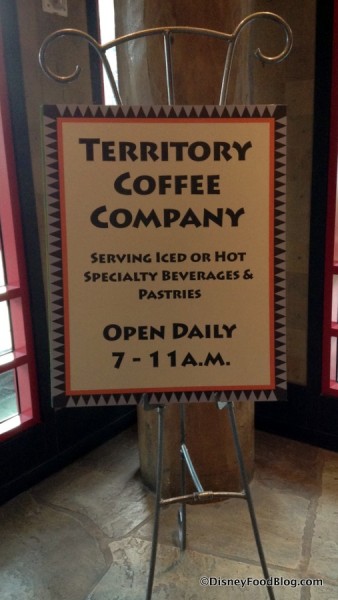 TERRITORY
COFFEE
COMPANY
SERVING ICED OR HOT
SPECIALTY BEVERAGES &
PASTRIES
OPEN DAILY
7 - 11 A.M.
©DisneyFoodBlog.com